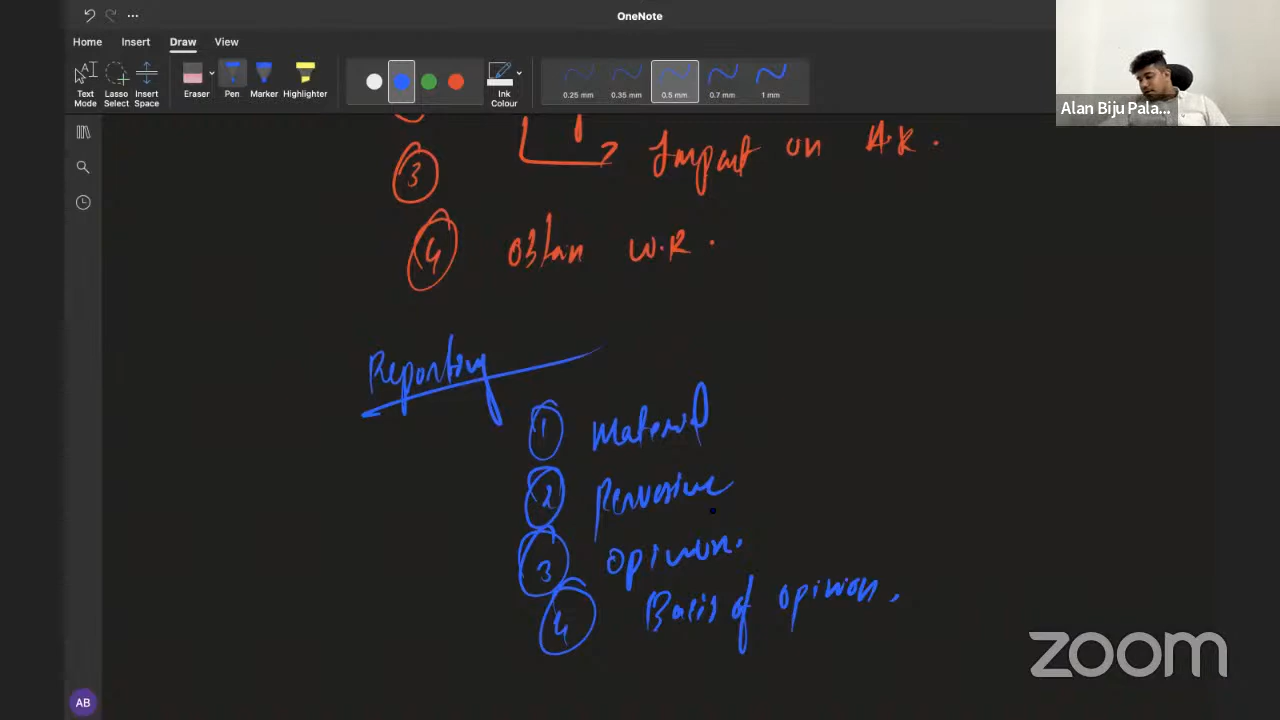 OneNote
Home Insert Draw View
Text Mode Lasso Select Insert Space Eraser Pen Marker Highlighter Ink Colour 0.25 mm 0.35 mm 0.5 mm 0.7 mm 1 mm
Alan Biju Pala...
Impact on A.R.
3
4 Obtan W.R.
Reporting
1 Material
2 Pervasive
3 Opinion.
4 Basis of opinion.
zoom
AB